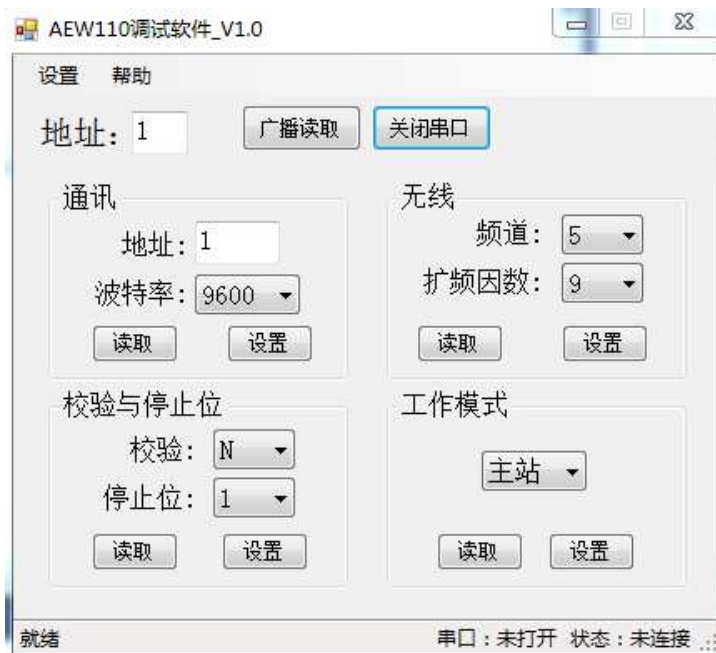 AEW110调试软件_V1.0
设置 帮助
地址: 1 广播读取 关闭串口
通讯
地址: 1
波特率: 9600
读取 设置
无线
频道: 5
扩频因数: 9
读取 设置
校验与停止位
校验: N
停止位: 1
读取 设置
工作模式
主站
读取 设置
就绪 串口：未打开 状态：未连接